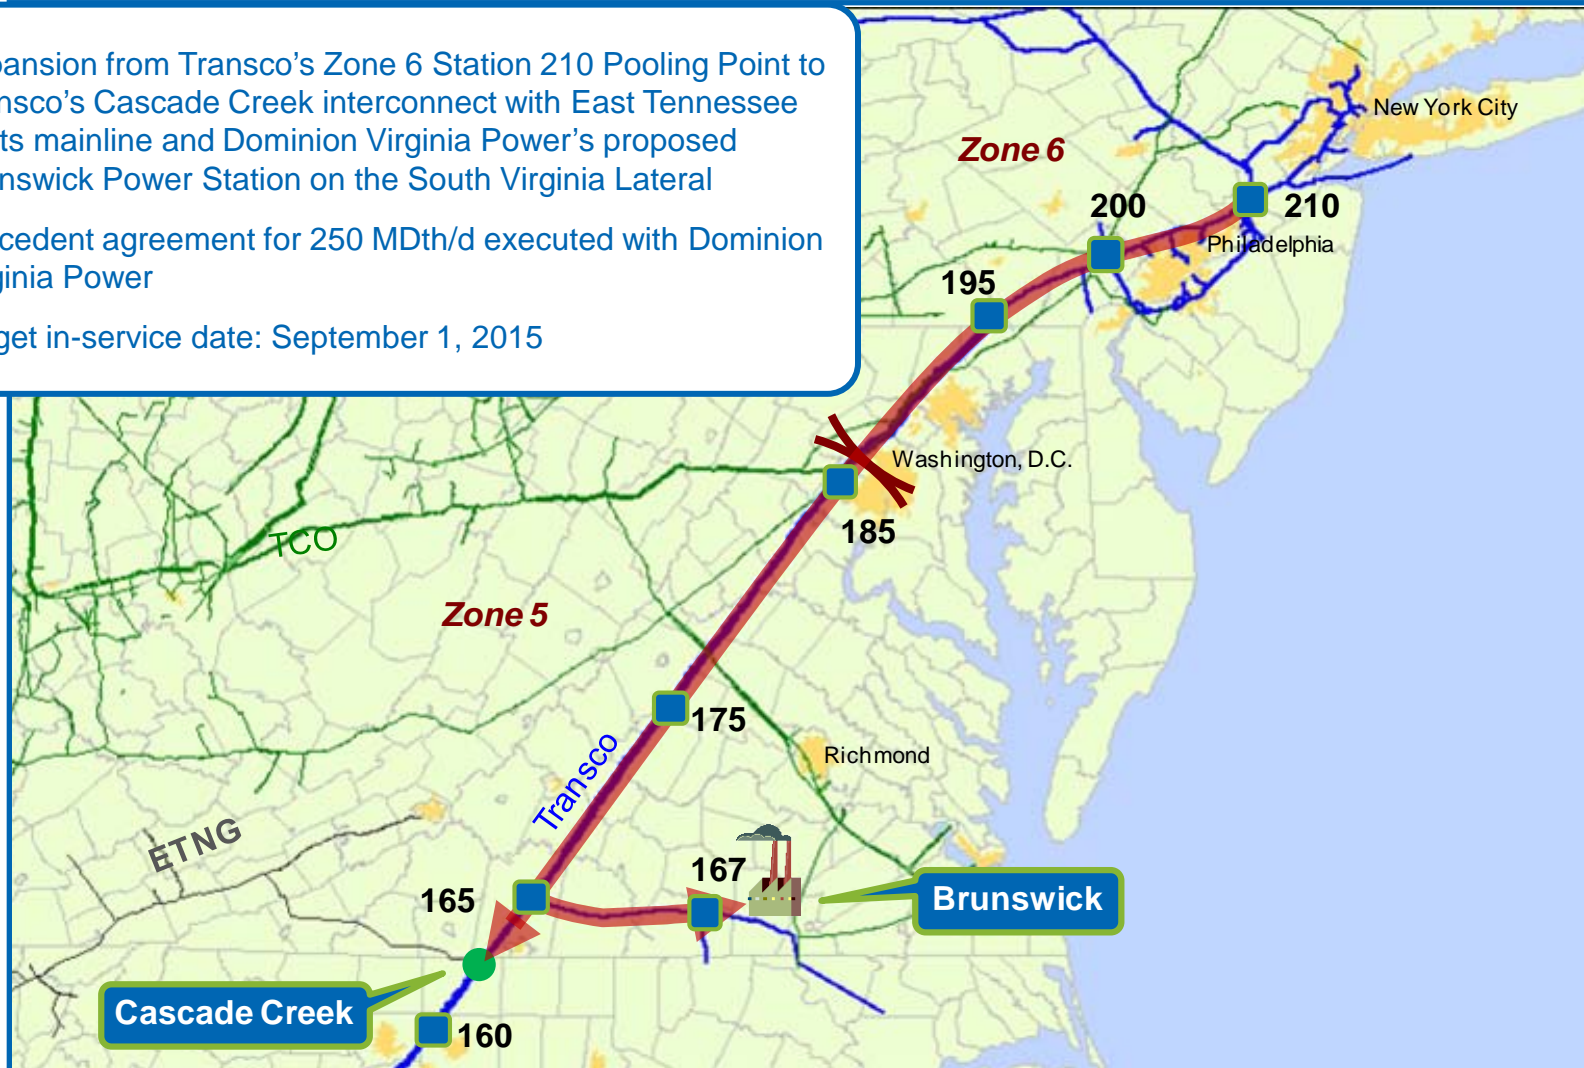 pansion from Transco's Zone 6 Station 210 Pooling Point to
nsco's Cascade Creek interconnect with East Tennessee
ts mainline and Dominion Virginia Power's proposed
nswick Power Station on the South Virginia Lateral
cedent agreement for 250 MDth/d executed with Dominion
ginia Power
get in-service date: September 1, 2015
New York City
Zone 6
200
210
Philadelphia
195
Washington, D.C.
185
TCO
Zone 5
175
Transco
Richmond
ETNG
167
165
Brunswick
Cascade Creek
160